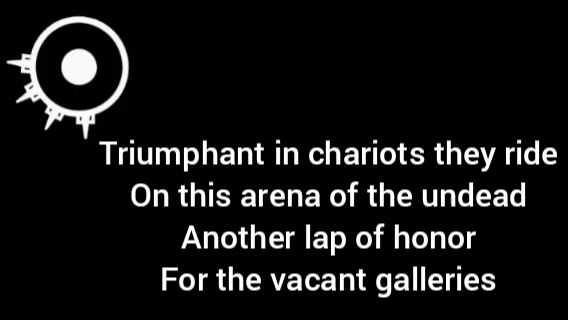 Triumphant in chariots they ride
On this arena of the undead
Another lap of honor
For the vacant galleries